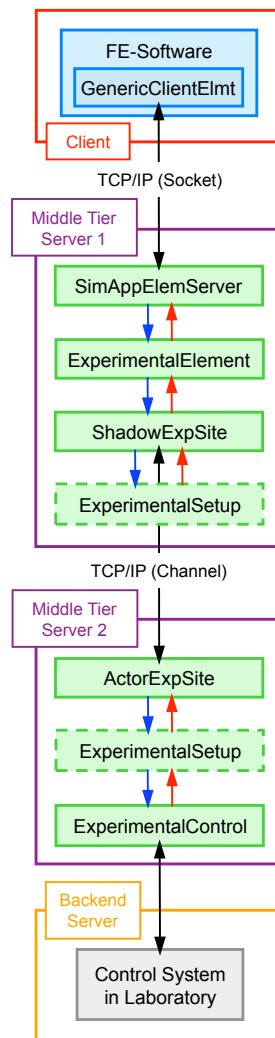 FE-Software
GenericClientElmt
Client
TCP/IP (Socket)
Middle Tier
Server 1
SimAppElemServer
ExperimentalElement
ShadowExpSite
ExperimentalSetup
TCP/IP (Channel)
Middle Tier
Server 2
ActorExpSite
ExperimentalSetup
ExperimentalControl
Backend
Server
Control System
in Laboratory